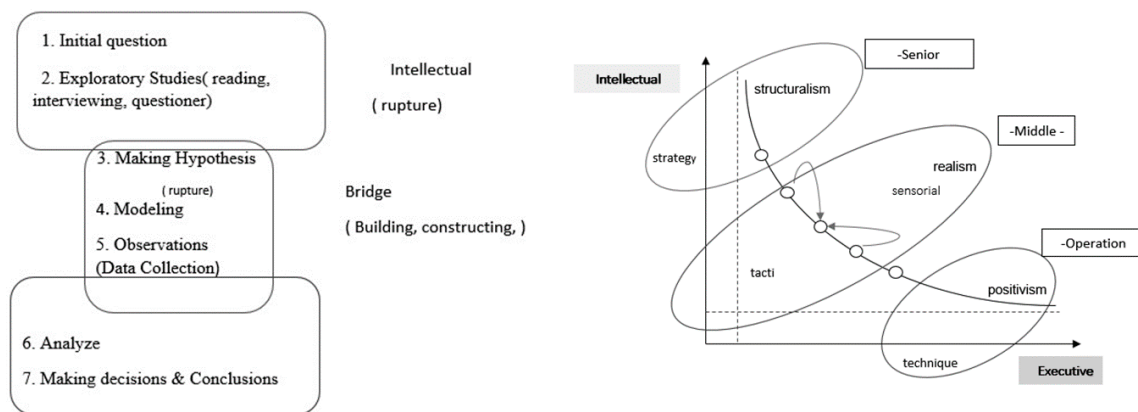 1. Initial question
2. Exploratory Studies( reading,
interviewing, questioner)
3. Making Hypothesis
( rupture)
4. Modeling
5. Observations
(Data Collection)
6. Analyze
7. Making decisions & Conclusions
Intellectual
( rupture)
Bridge
( Building, constructing, )
Intellectual
-Senior
structuralism
strategy
-Middle -
realism
sensorial
-Operation
tacti
positivism
technique
Executive